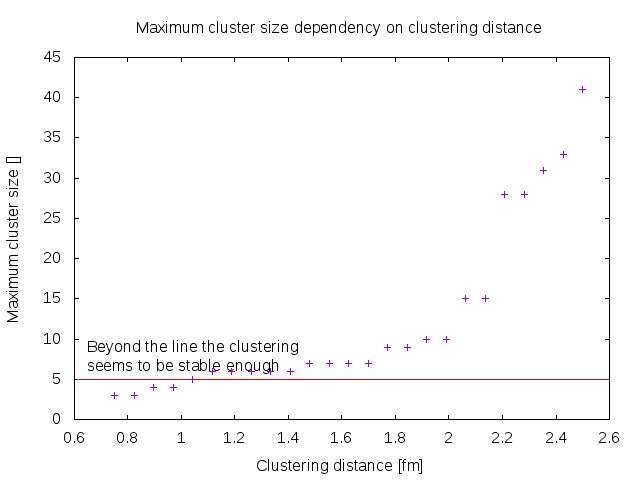 Maximum cluster size dependency on clustering distance
45
40
35
30
25
20
15
10
5
0
Maximum cluster size []
Beyond the line the clustering
seems to be stable enough
0.6 0.8 1 1.2 1.4 1.6 1.8 2 2.2 2.4 2.6
Clustering distance [fm]